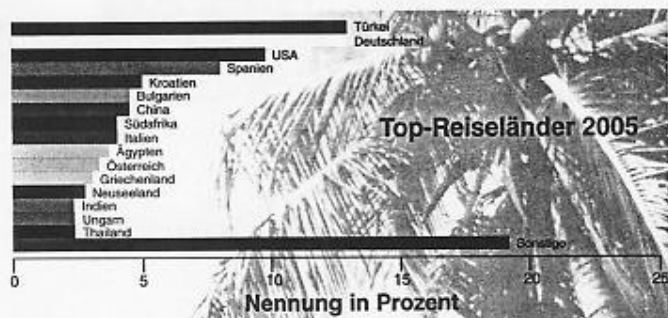 Türkei
Deutschland
USA
Spanien
Kroatien
Bulgarien
China
Südafrika
Italien
Ägypten
Österreich
Griechenland
Neuseeland
Indien
Ungarn
Thailand
Sonstige
Top-Reiseländer 2005
0 5 10 15 20 25
Nennung in Prozent